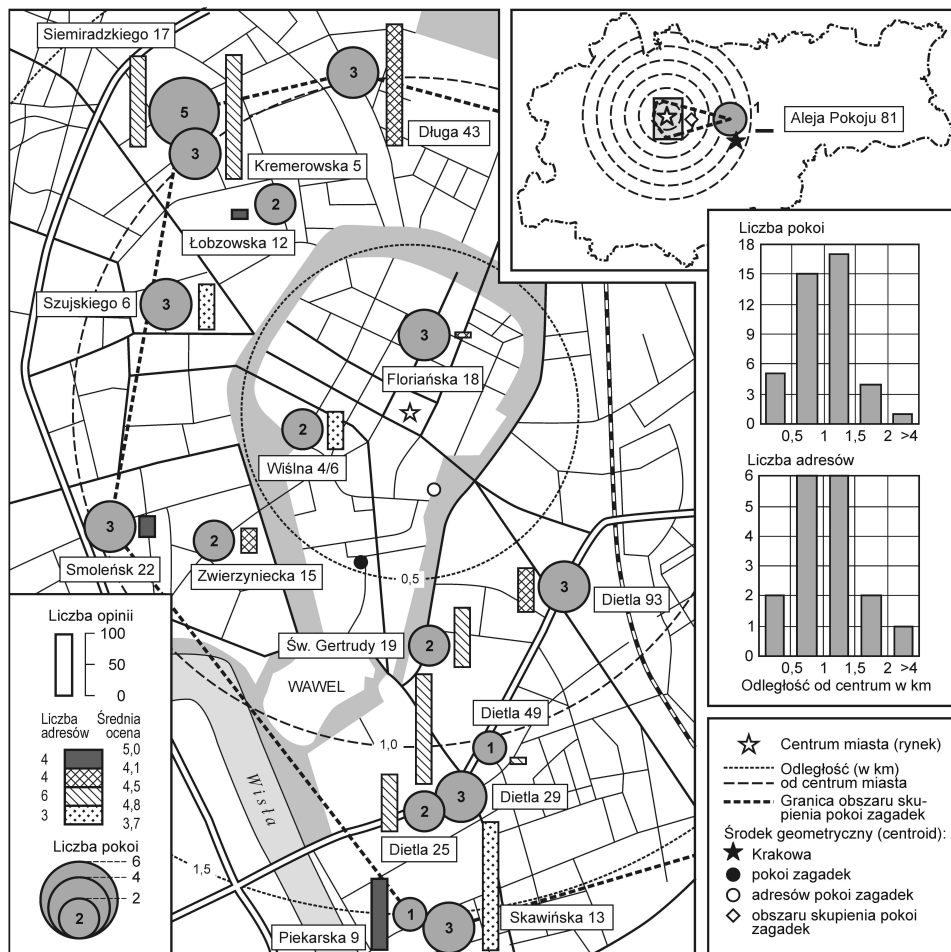 Siemiradzkiego 17
5
3
3
Długa 43
Kremerowska 5
2
Łobzowska 12
Szujskiego 6
3
3
Floriańska 18
2
Wiślna 4/6
3
Smoleńsk 22
2
Zwierzyniecka 15
0,5
3
Dietla 93
Św. Gertrudy 19
2
WAWEL
Dietla 49
1,0
1
Wisła
2
3
Dietla 29
Dietla 25
1,5
1
3
Skawińska 13
Piekarska 9
1
Aleja Pokoju 81
Liczba pokoi
18
15
12
9
6
3
0
0,5 1 1,5 2 >4
Liczba adresów
6
5
4
3
2
1
0
0,5 1 1,5 2 >4
Odległość od centrum w km
Liczba opinii
100
50
0
Liczba Średnia
adresów ocena
5,0
4
4,1
4
4,5
6
4,8
3
3,7
Liczba pokoi
6
4
2
2
Centrum miasta (rynek)
Odległość (w km)
od centrum miasta
Granica obszaru sku-
pienia pokoi zagadek
Środek geometryczny (centroid):
Krakowa
pokoi zagadek
adresów pokoi zagadek
obszaru skupienia pokoi
zagadek